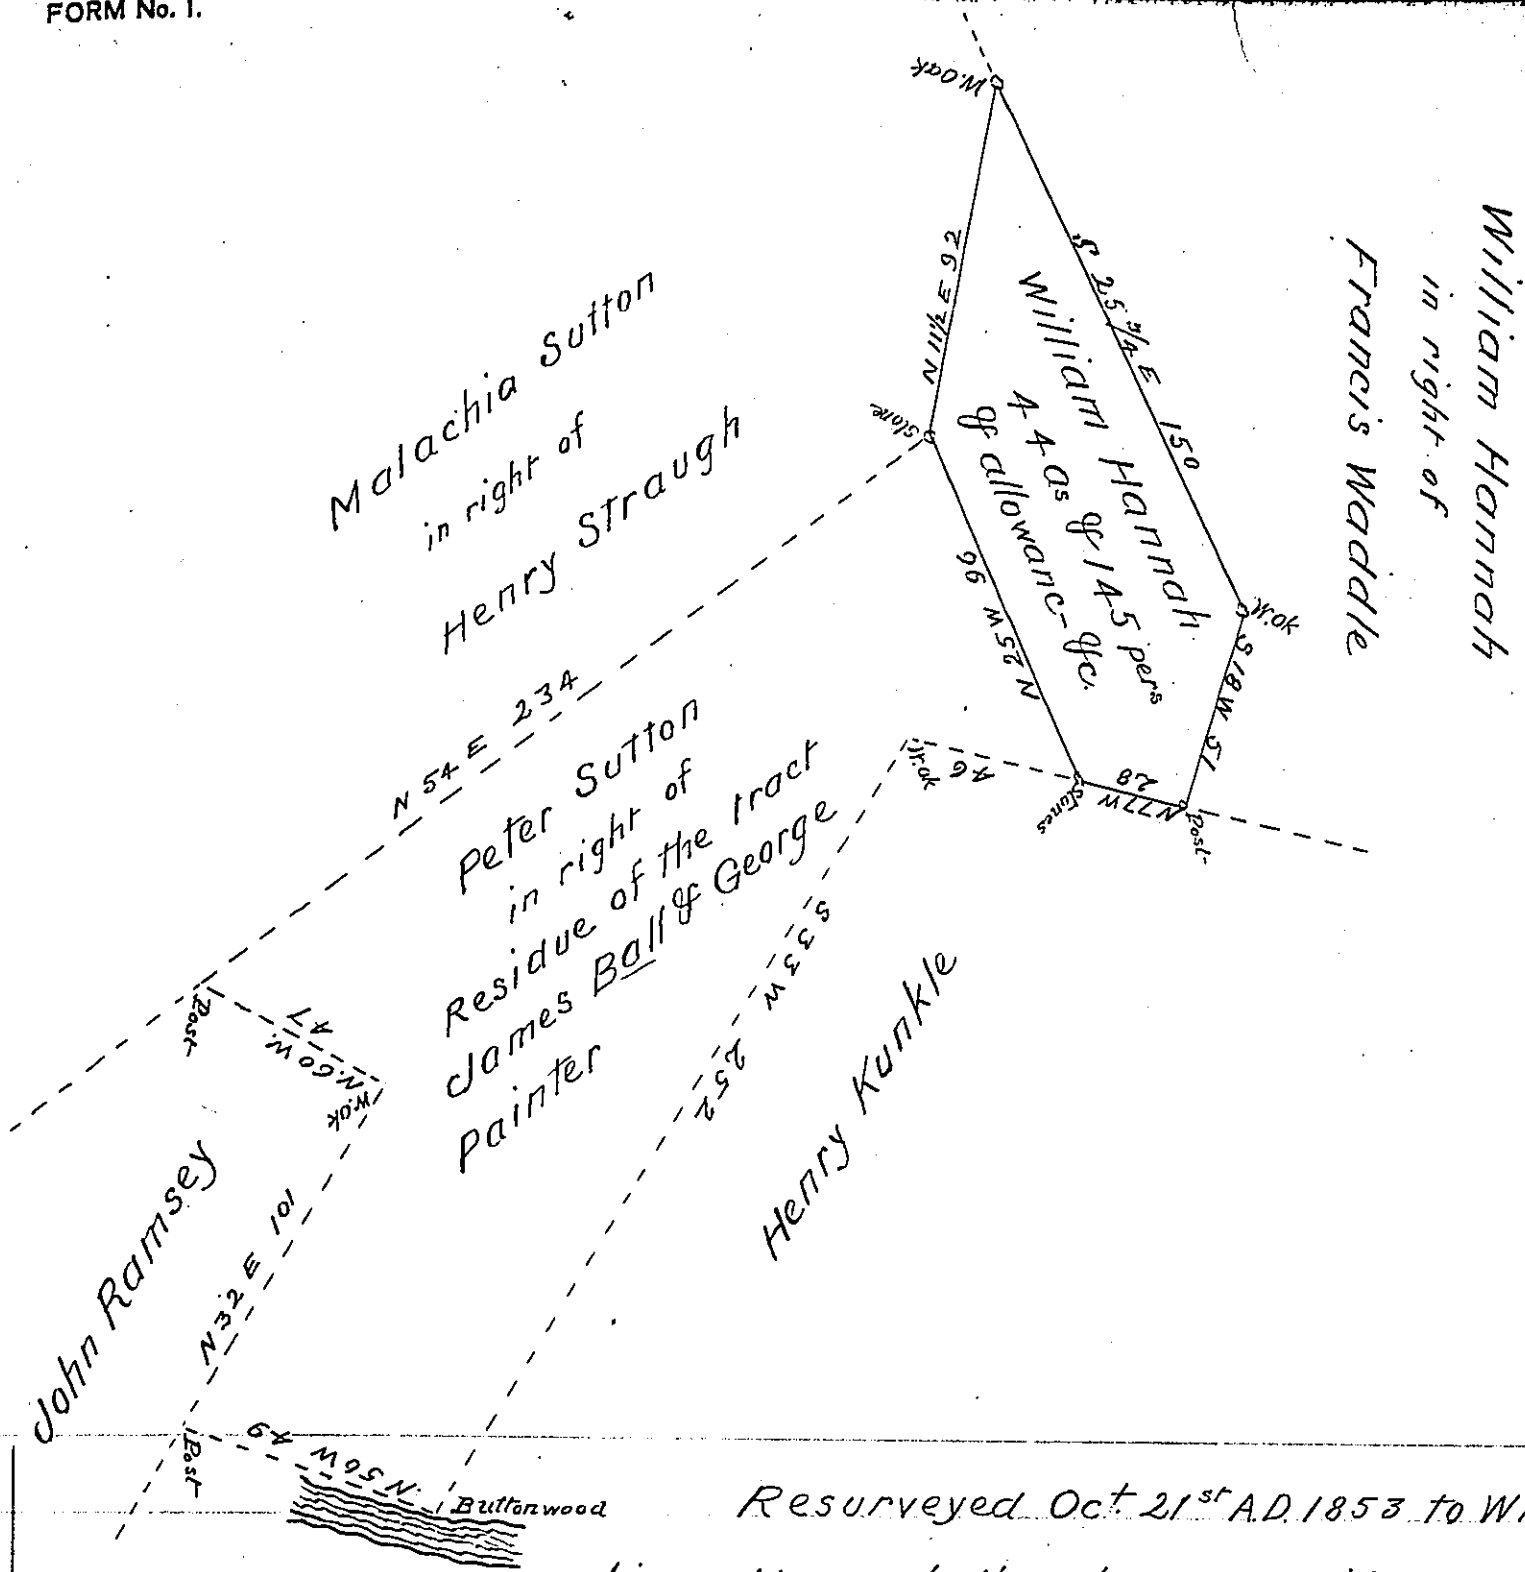 FORM No. 1.
W.Oak
N 11½ E 92
S 25 3/4 E 150
William Hannah
44 as & 145 pers
& allowanc- &c.
William Hannah
in right of
Francis Waddle
Stone
N 25 W 96
W.ok
S 18 W 51
Post
N 77 W 28
Stones
46
W.ok
Malachia Sutton
in right of
Henry Straugh
N 54 E 234
Peter Sutton
in right of
Residue of the tract
James Ball & George
Painter
S 33 W 252
Henry Kunkle
Post
N. 60 W. 47
W.ok
John Ramsey
N 32 E 101
Post
N 56 W 49
Buttonwood
Resurveyed Oct 21st A.D. 1853 to W